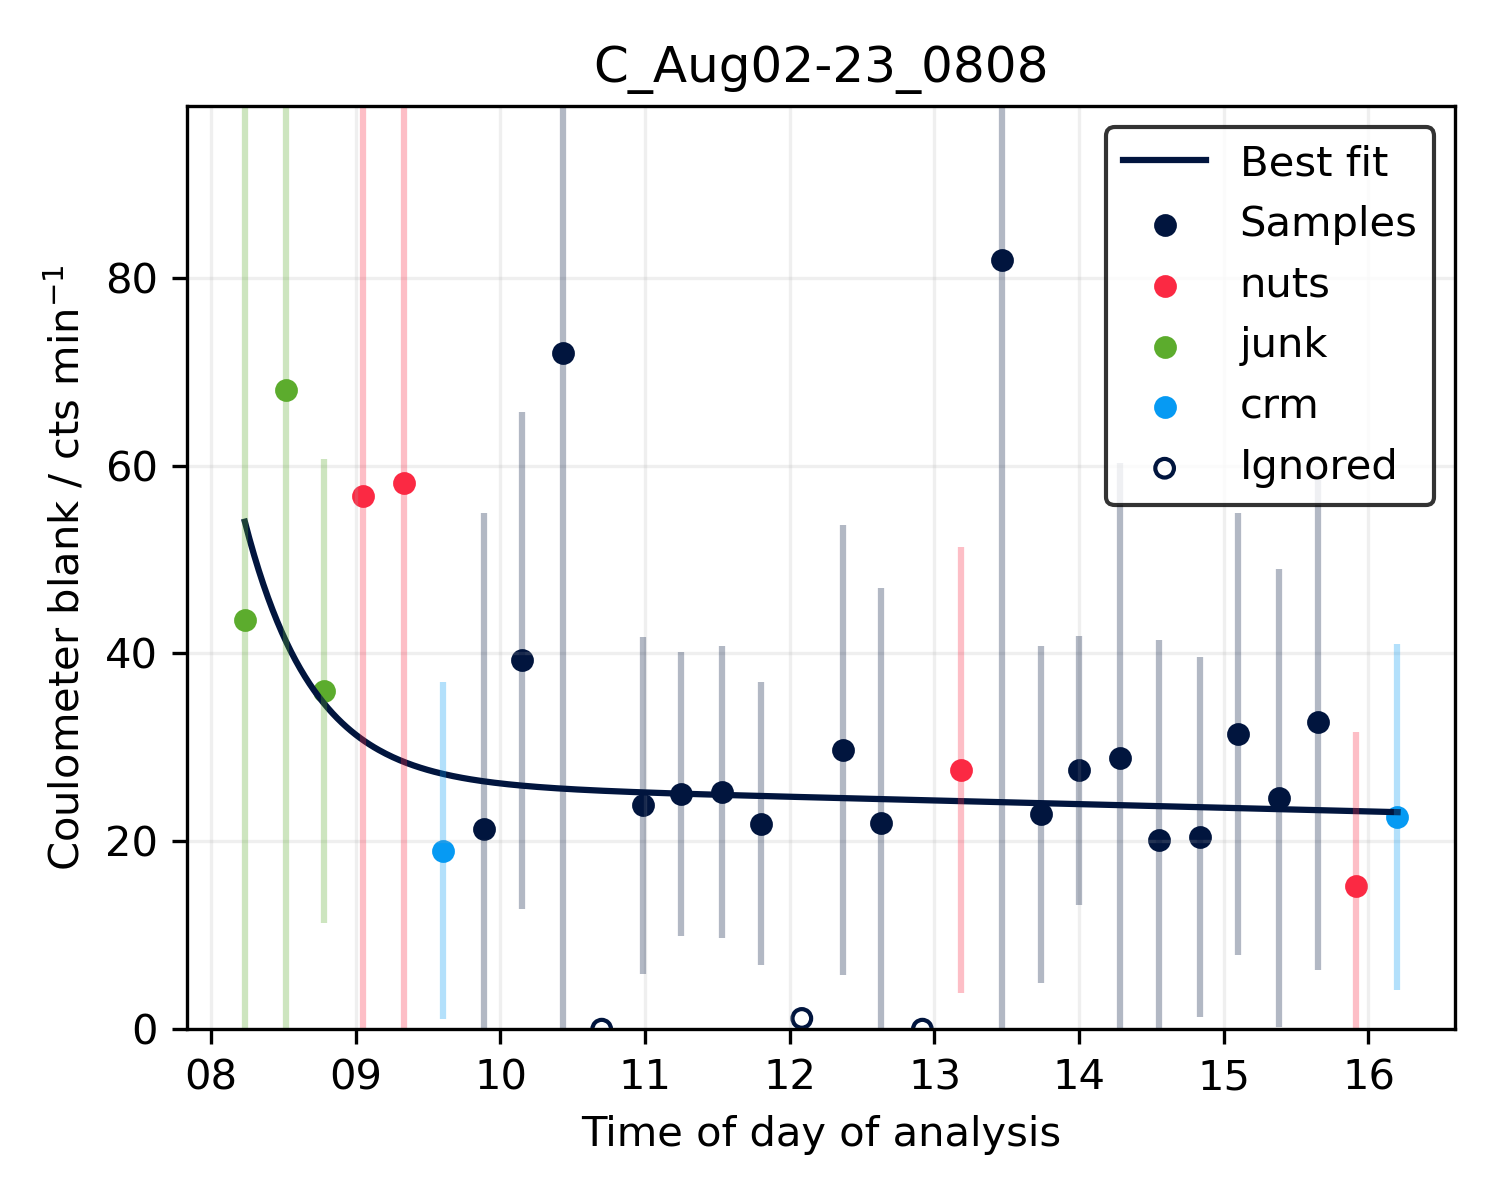 C_Aug02-23_0808
Coulometer blank / cts min⁻¹
80
60
40
20
0
08 09 10 11 12 13 14 15 16
Time of day of analysis
Best fit
Samples
nuts
junk
crm
Ignored